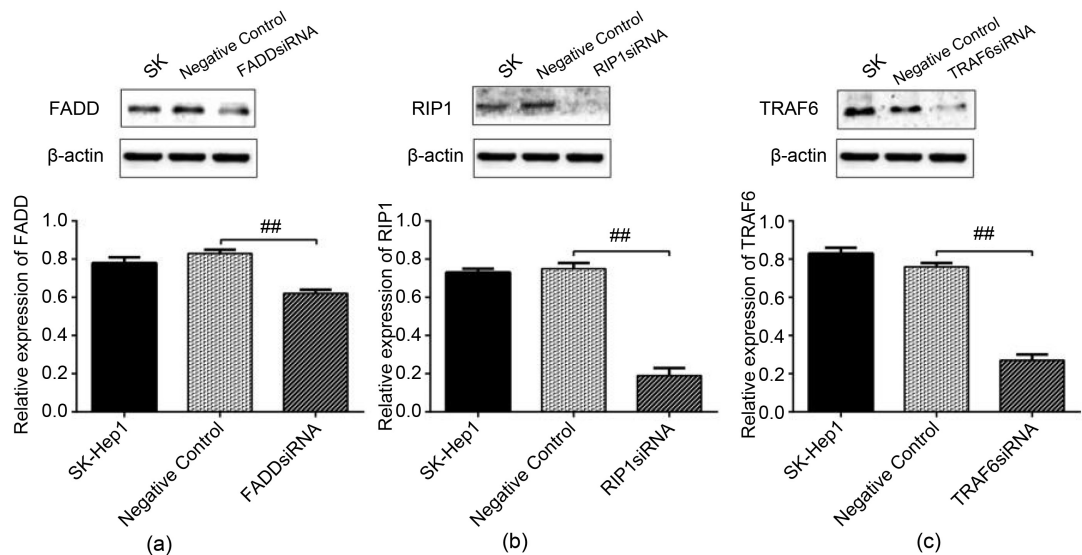 SK
Negative Control
FADDsiRNA
FADD
β-actin
Relative expression of FADD
1.0
0.8
0.6
0.4
0.2
0.0
##
SK-Hep1
Negative Control
FADDsiRNA
(a)
SK
Negative Control
RIP1siRNA
RIP1
β-actin
Relative expression of RIP1
1.0
0.8
0.6
0.4
0.2
0.0
##
SK-Hep1
Negative Control
RIP1siRNA
(b)
SK
Negative Control
TRAF6siRNA
TRAF6
β-actin
Relative expression of TRAF6
1.0
0.8
0.6
0.4
0.2
0.0
##
SK-Hep1
Negative Control
TRAF6siRNA
(c)